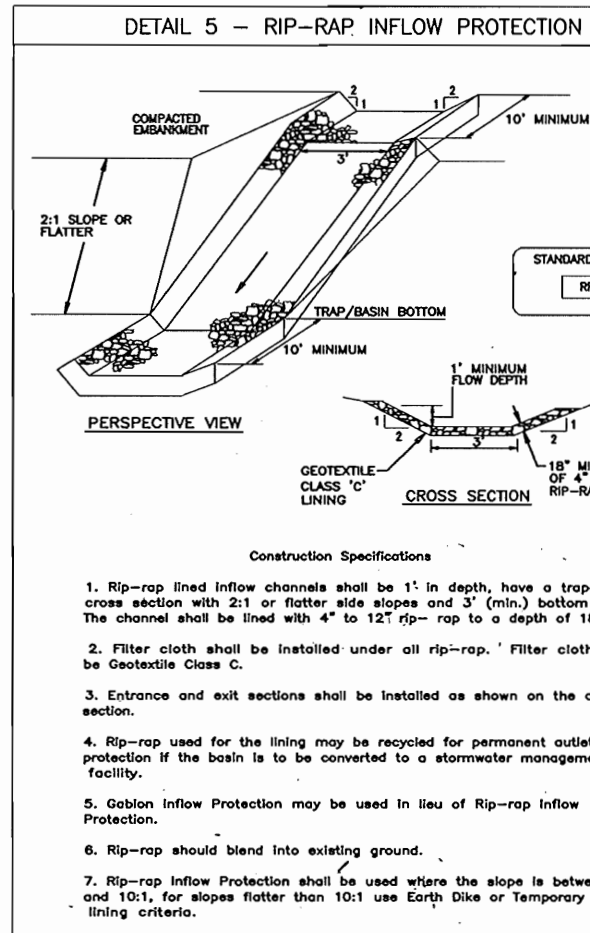 DETAIL 5 – RIP–RAP INFLOW PROTECTION
2
1
2
1
COMPACTED
EMBANKMENT
10' MINIMUM
3'
2:1 SLOPE OR
FLATTER
STANDARD
TRAP/BASIN BOTTOM
10' MINIMUM
1' MINIMUM
FLOW DEPTH
PERSPECTIVE VIEW
1
2
3'
1
2
GEOTEXTILE
CLASS 'C'
LINING
18"
OF 4"
CROSS SECTION
Construction Specifications
1. Rip–rap lined inflow channels shall be 1' in depth, have a
cross section with 2:1 or flatter side slopes and 3' (min.) bottom
The channel shall be lined with 4" to 12" rip– rap to a depth of
2. Filter cloth shall be installed under all rip–rap. Filter cloth
be Geotextile Class C.
3. Entrance and exit sections shall be installed as shown on the
section.
4. Rip–rap used for the lining may be recycled for permanent outlet
protection if the basin is to be converted to a stormwater
facility.
5. Gabion Inflow Protection may be used in lieu of Rip–rap Inflow
Protection.
6. Rip–rap should blend into existing ground.
7. Rip–rap Inflow Protection shall be used where the slope is
and 10:1, for slopes flatter than 10:1 use Earth Dike or Temporary
lining criteria.